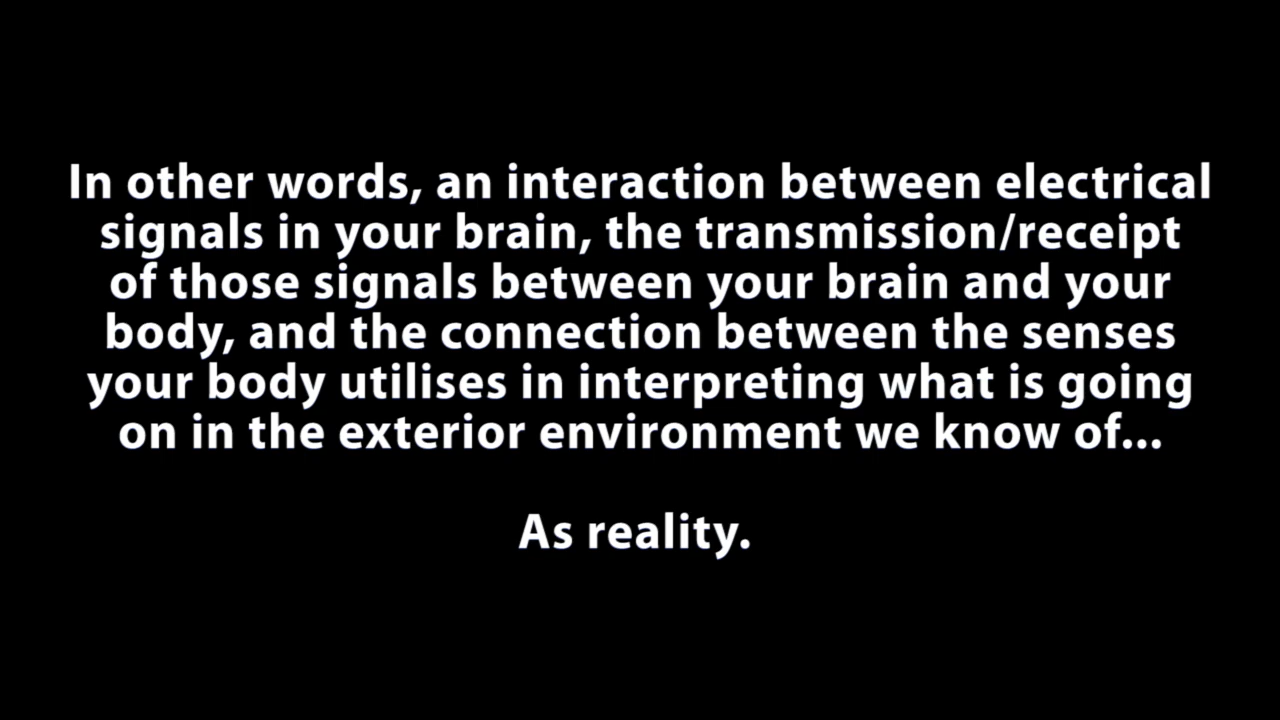 In other words, an interaction between electrical
signals in your brain, the transmission/receipt
of those signals between your brain and your
body, and the connection between the senses
your body utilises in interpreting what is going
on in the exterior environment we know of...
As reality.